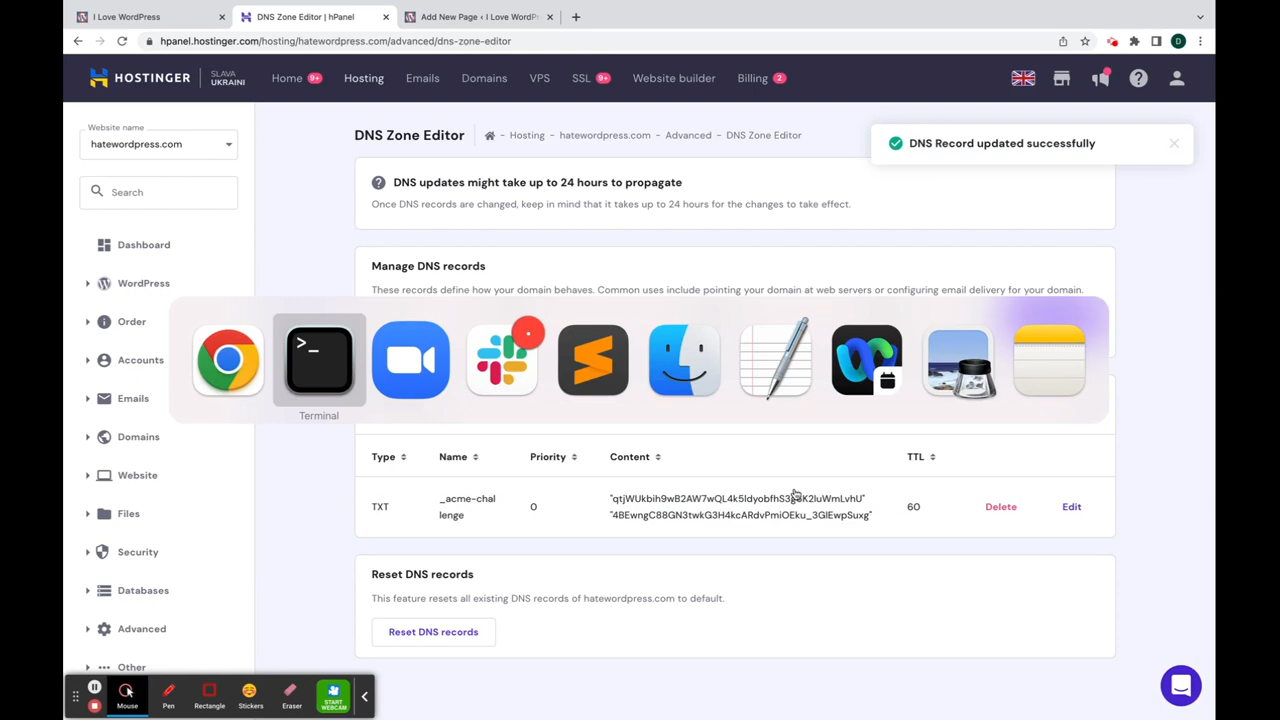 I Love WordPress
DNS Zone Editor | hPanel
Add New Page ‹ I Love WordPr
hpanel.hostinger.com/hosting/hatewordpress.com/advanced/dns-zone-editor
D
HOSTINGER
SLAVA
UKRAINI
Home 9+
Hosting
Emails
Domains
VPS
SSL 9+
Website builder
Billing 2
Website name
hatewordpress.com
Search
Dashboard
WordPress
Order
Accounts
Emails
Domains
Website
Files
Security
Databases
Advanced
Other
DNS Zone Editor
- Hosting - hatewordpress.com - Advanced - DNS Zone Editor
DNS Record updated successfully
DNS updates might take up to 24 hours to propagate
Once DNS records are changed, keep in mind that it takes up to 24 hours for the changes to take effect.
Manage DNS records
These records define how your domain behaves. Common uses include pointing your domain at web servers or configuring email delivery for your domain.
>_
Terminal
Type
Name
Priority
Content
TTL
TXT
_acme-chal
lenge
0
"4BEwngC88GN3twkG3H4kcARdvPmiOEku_3GlEwpSuxg"
60
Delete
Edit
Reset DNS records
This feature resets all existing DNS records of hatewordpress.com to default.
Reset DNS records
Mouse
Pen
Rectangle
Stickers
Eraser
START
WEBCAM